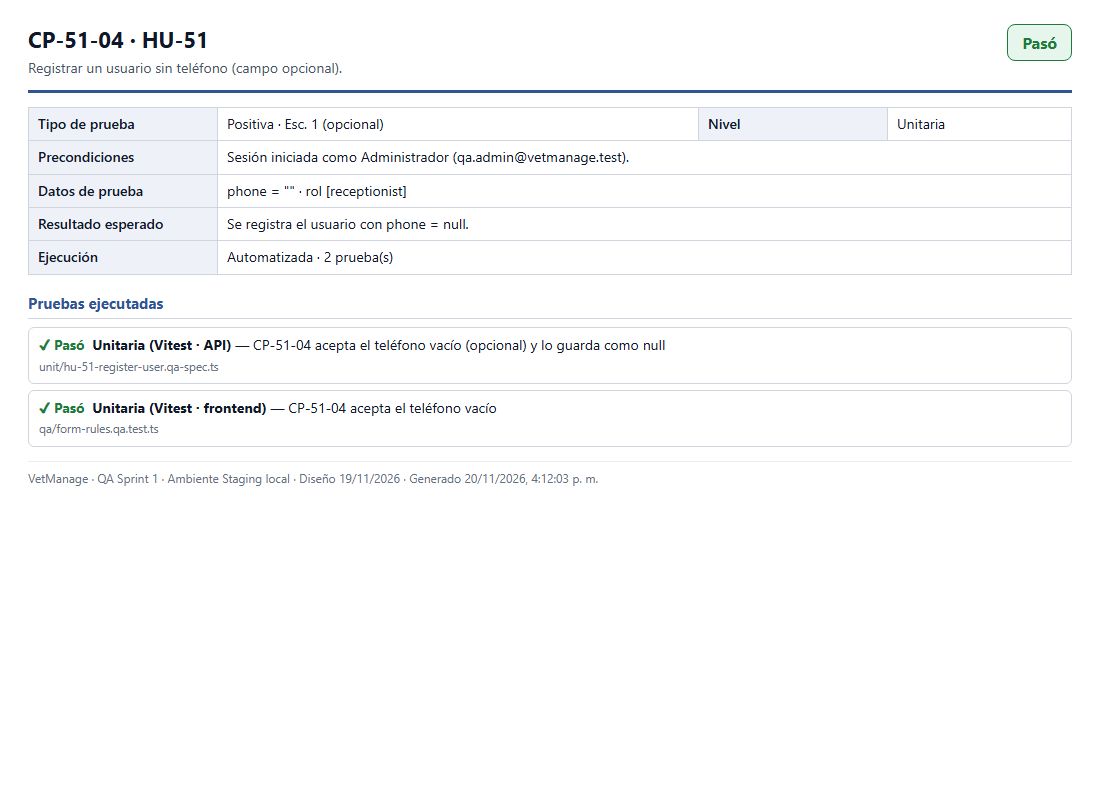 CP-51-04 · HU-51
Pasó
Registrar un usuario sin teléfono (campo opcional).
Tipo de prueba Positiva · Esc. 1 (opcional) Nivel Unitaria
Precondiciones Sesión iniciada como Administrador (qa.admin@vetmanage.test).
Datos de prueba phone = "" · rol [receptionist]
Resultado esperado Se registra el usuario con phone = null.
Ejecución Automatizada · 2 prueba(s)
Pruebas ejecutadas
✓ Pasó Unitaria (Vitest · API) — CP-51-04 acepta el teléfono vacío (opcional) y lo guarda como null
unit/hu-51-register-user.qa-spec.ts
✓ Pasó Unitaria (Vitest · frontend) — CP-51-04 acepta el teléfono vacío
qa/form-rules.qa.test.ts
VetManage · QA Sprint 1 · Ambiente Staging local · Diseño 19/11/2026 · Generado 20/11/2026, 4:12:03 p. m.